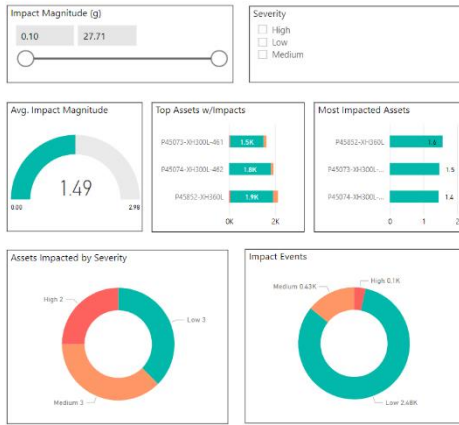 Impact Magnitude (g)
0.10 27.71
Severity
High
Low
Medium
Avg. Impact Magnitude
1.49
0.00 2.98
Top Assets w/Impacts
P45073-XH300L-461 1.5K
P45074-XH300L-462 1.8K
P45852-XH360L 1.9K
0K 2K
Most Impacted Assets
P45852-XH360L 1.6
P45073-XH300L-... 1.5
P45074-XH300L-... 1.4
0 1 2
Assets Impacted by Severity
High 2
Low 3
Medium 3
Impact Events
Medium 0.43K
High 0.1K
Low 2.68K